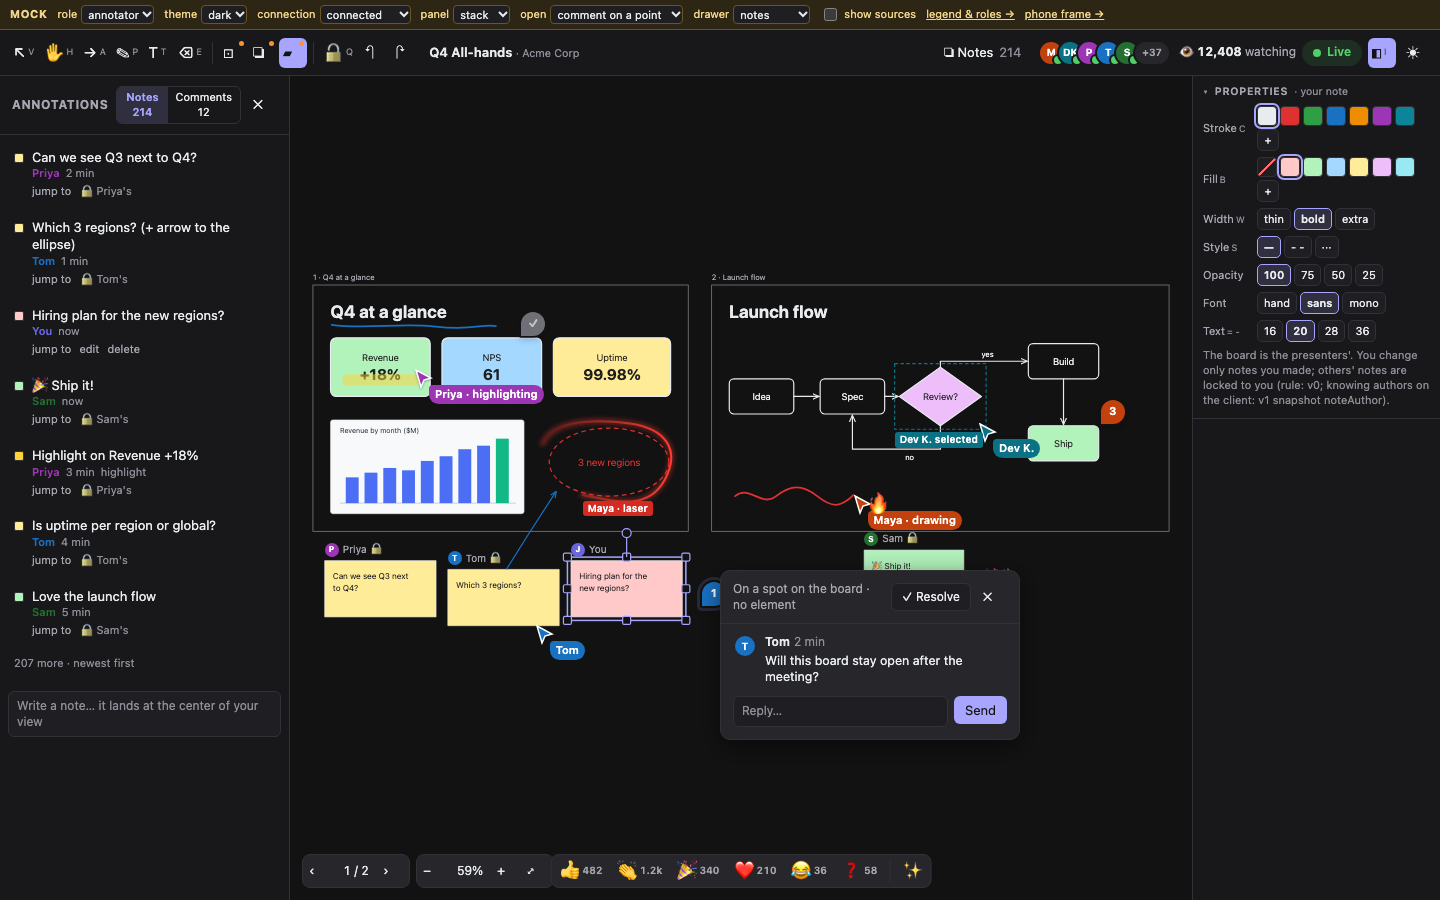 MOCK role annotator theme dark connection connected panel stack open comment on a point drawer notes show sources legend & roles → phone frame →
V H A P T E Q Q4 All-hands · Acme Corp Notes 214 M DK P T S +37 12,408 watching Live
ANNOTATIONS Notes 214 Comments 12
Can we see Q3 next to Q4?
Priya 2 min
jump to Priya's
Which 3 regions? (+ arrow to the
ellipse)
Tom 1 min
jump to Tom's
Hiring plan for the new regions?
You now
jump to edit delete
🎉 Ship it!
Sam now
jump to Sam's
Highlight on Revenue +18%
Priya 3 min highlight
jump to Priya's
Is uptime per region or global?
Tom 4 min
jump to Tom's
Love the launch flow
Sam 5 min
jump to Sam's
207 more · newest first
Write a note... it lands at the center of your
view
1 · Q4 at a glance
Q4 at a glance
Revenue
+18%
NPS
61
Uptime
99.98%
Priya · highlighting
Revenue by month ($M)
3 new regions
Maya · laser
2 · Launch flow
Launch flow
Idea
Spec
Review?
yes
Build
no
Ship
3
Dev K. selected
Dev K.
Maya · drawing
P Priya
Can we see Q3 next
to Q4?
T Tom
Which 3 regions?
J You
Hiring plan for the
new regions?
Tom
S Sam
🎉 Ship it!
1
On a spot on the board ·
no element
✓ Resolve
T Tom 2 min
Will this board stay open after the
meeting?
Reply...
Send
‹ 1 / 2 ›
− 59% +
482 1.2k 340 210 36 58
PROPERTIES · your note
Stroke C
+
Fill B
+
Width W thin bold extra
Style S
Opacity 100 75 50 25
Font hand sans mono
Text = - 16 20 28 36
The board is the presenters'. You change
only notes you made; others' notes are
locked to you (rule: v0; knowing authors on
the client: v1 snapshot noteAuthor).